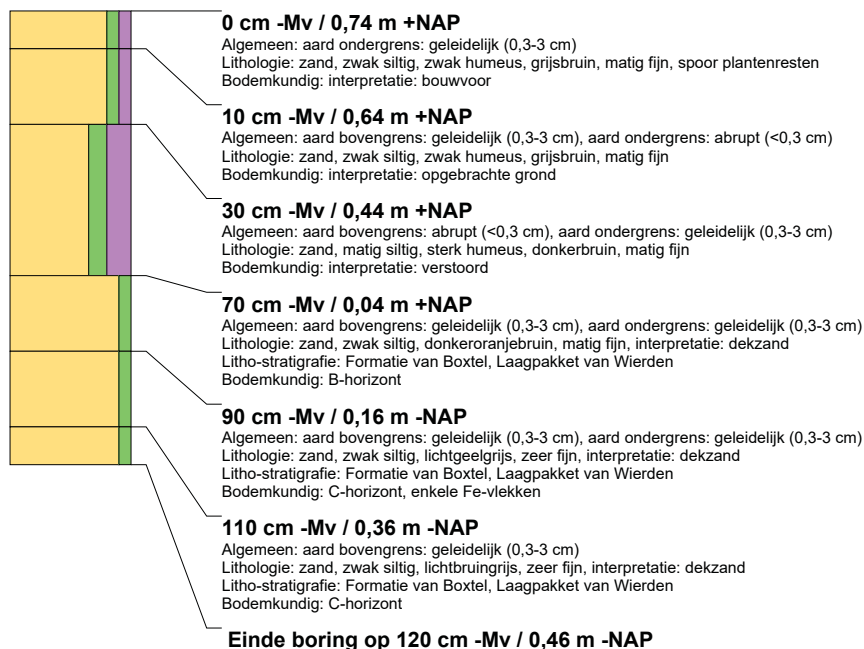 0 cm -Mv / 0,74 m +NAP
Algemeen: aard ondergrens: geleidelijk (0,3-3 cm)
Lithologie: zand, zwak siltig, zwak humeus, grijsbruin, matig fijn, spoor plantenresten
Bodemkundig: interpretatie: bouwvoor
10 cm -Mv / 0,64 m +NAP
Algemeen: aard bovengrens: geleidelijk (0,3-3 cm), aard ondergrens: abrupt (<0,3 cm)
Lithologie: zand, zwak siltig, zwak humeus, grijsbruin, matig fijn
Bodemkundig: interpretatie: opgebrachte grond
30 cm -Mv / 0,44 m +NAP
Algemeen: aard bovengrens: abrupt (<0,3 cm), aard ondergrens: geleidelijk (0,3-3 cm)
Lithologie: zand, matig siltig, sterk humeus, donkerbruin, matig fijn
Bodemkundig: interpretatie: verstoord
70 cm -Mv / 0,04 m +NAP
Algemeen: aard bovengrens: geleidelijk (0,3-3 cm), aard ondergrens: geleidelijk (0,3-3 cm)
Lithologie: zand, zwak siltig, donkeroranjebruin, matig fijn, interpretatie: dekzand
Litho-stratigrafie: Formatie van Boxtel, Laagpakket van Wierden
Bodemkundig: B-horizont
90 cm -Mv / 0,16 m -NAP
Algemeen: aard bovengrens: geleidelijk (0,3-3 cm), aard ondergrens: geleidelijk (0,3-3 cm)
Lithologie: zand, zwak siltig, lichtgeelgrijs, zeer fijn, interpretatie: dekzand
Litho-stratigrafie: Formatie van Boxtel, Laagpakket van Wierden
Bodemkundig: C-horizont, enkele Fe-vlekken
110 cm -Mv / 0,36 m -NAP
Algemeen: aard bovengrens: geleidelijk (0,3-3 cm)
Lithologie: zand, zwak siltig, lichtbruingrijs, zeer fijn, interpretatie: dekzand
Litho-stratigrafie: Formatie van Boxtel, Laagpakket van Wierden
Bodemkundig: C-horizont
Einde boring op 120 cm -Mv / 0,46 m -NAP